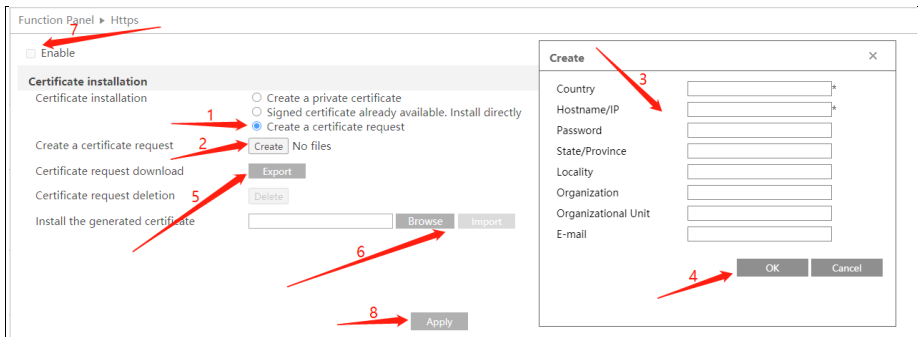 Function Panel ▸ Https
7
Enable
Certificate installation
Certificate installation
Create a private certificate
Signed certificate already available. Install directly
1
Create a certificate request
Create a certificate request
2
Create No files
Certificate request download
Export
Certificate request deletion
5
Delete
Install the generated certificate
Browse
Import
6
8
Apply
Create ×
3
Country *
Hostname/IP *
Password
State/Province
Locality
Organization
Organizational Unit
E-mail
4
OK Cancel